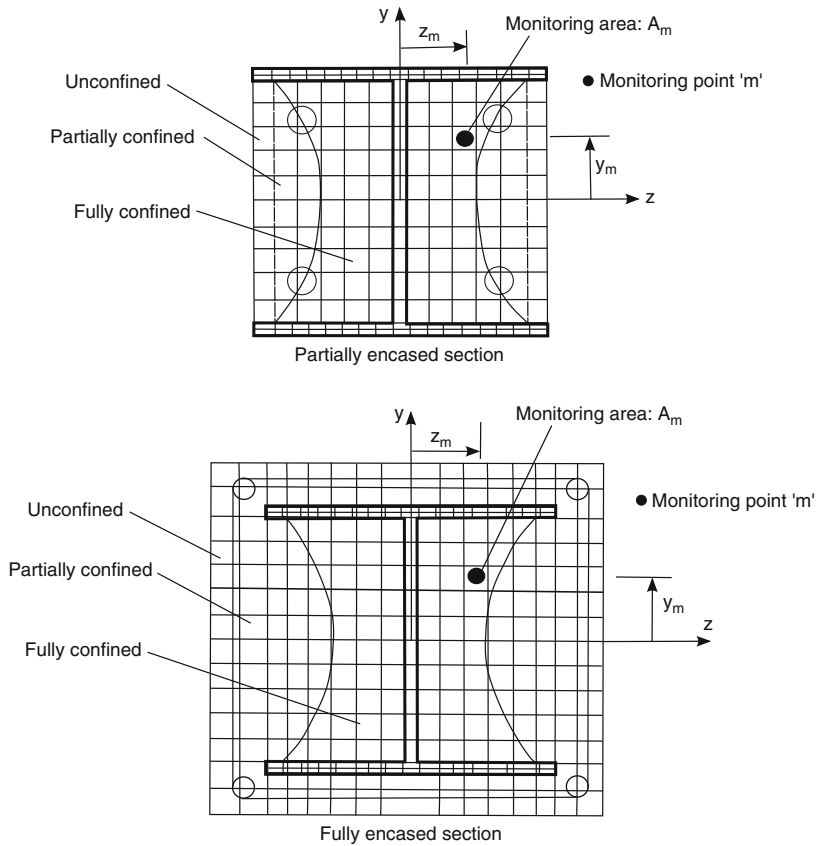 y
z_m
Monitoring area: A_m
Unconfined
Monitoring point 'm'
Partially confined
y_m
Fully confined
z
Partially encased section
y
Monitoring area: A_m
z_m
Unconfined
Monitoring point 'm'
Partially confined
y_m
z
Fully confined
Fully encased section